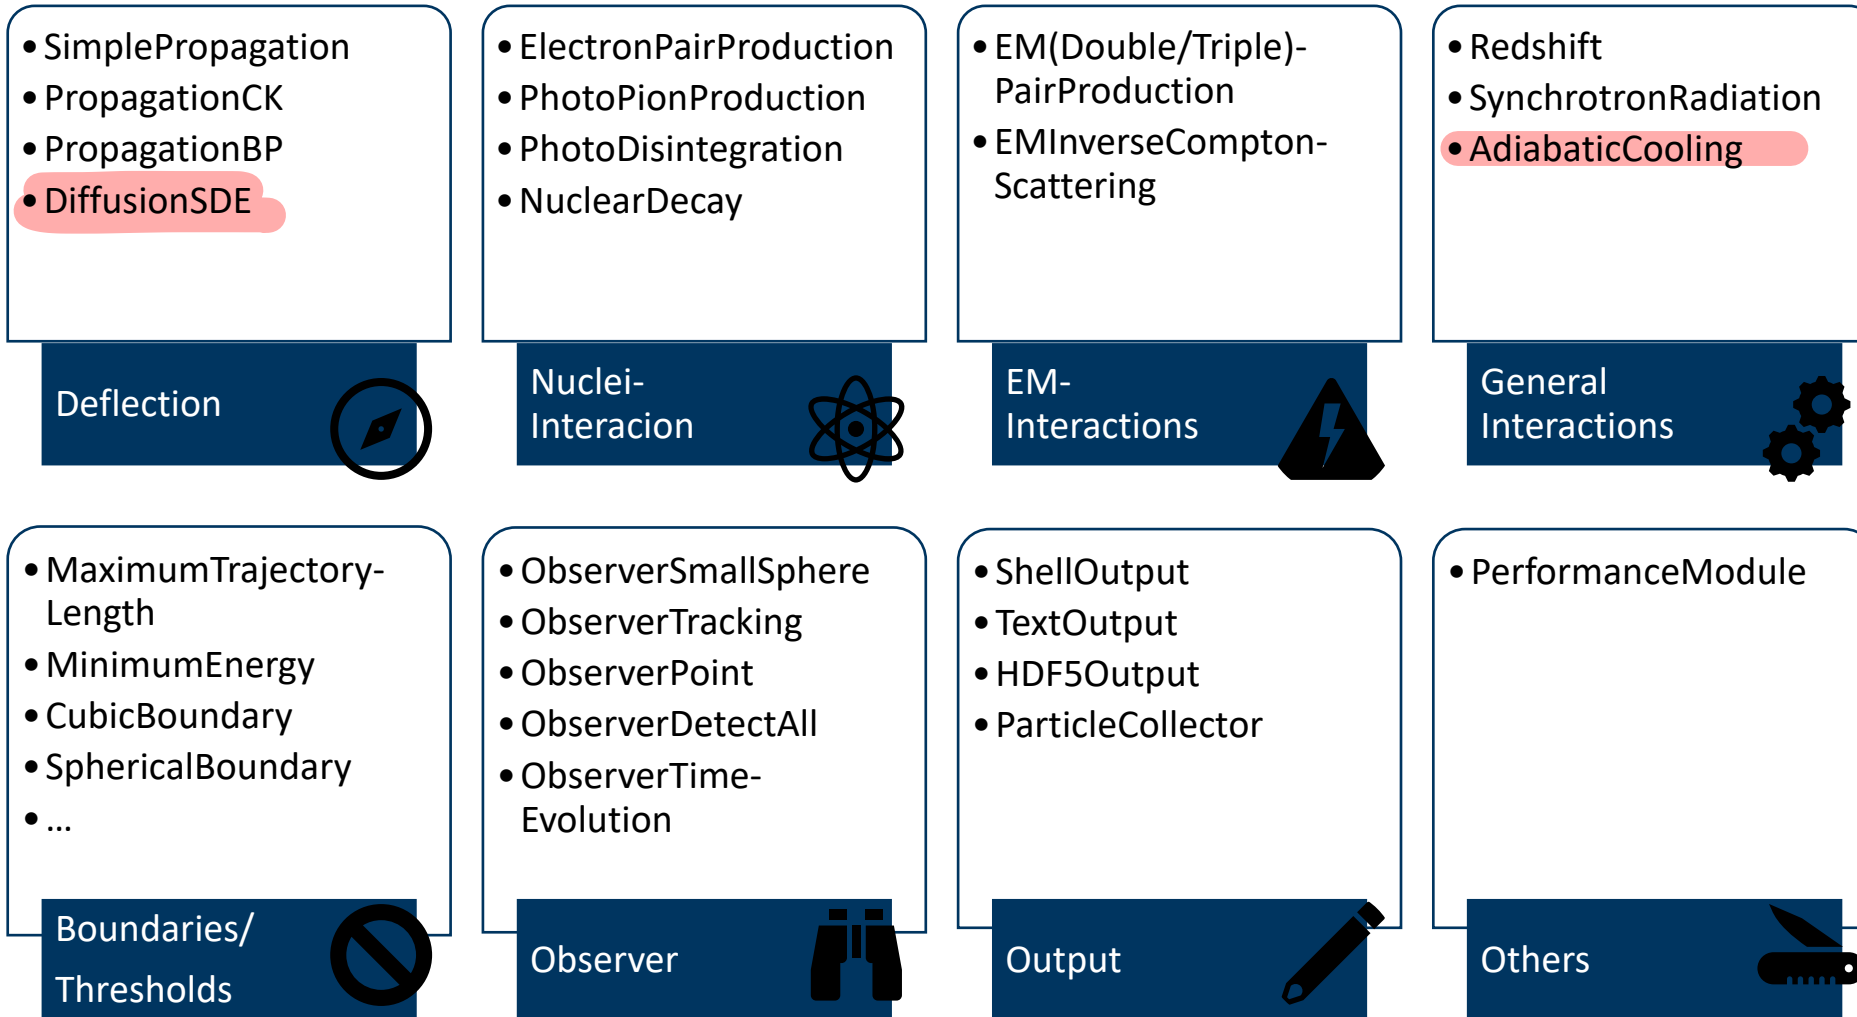 •SimplePropagation
•PropagationCK
•PropagationBP
•DiffusionSDE
Deflection
•ElectronPairProduction
•PhotoPionProduction
•PhotoDisintegration
•NuclearDecay
Nuclei-
Interacion
•EM(Double/Triple)-
PairProduction
•EMInverseCompton-
Scattering
EM-
Interactions
•Redshift
•SynchrotronRadiation
•AdiabaticCooling
General
Interactions
•MaximumTrajectory-
Length
•MinimumEnergy
•CubicBoundary
•SphericalBoundary
•...
Boundaries/
Thresholds
•ObserverSmallSphere
•ObserverTracking
•ObserverPoint
•ObserverDetectAll
•ObserverTime-
Evolution
Observer
•ShellOutput
•TextOutput
•HDF5Output
•ParticleCollector
Output
•PerformanceModule
Others